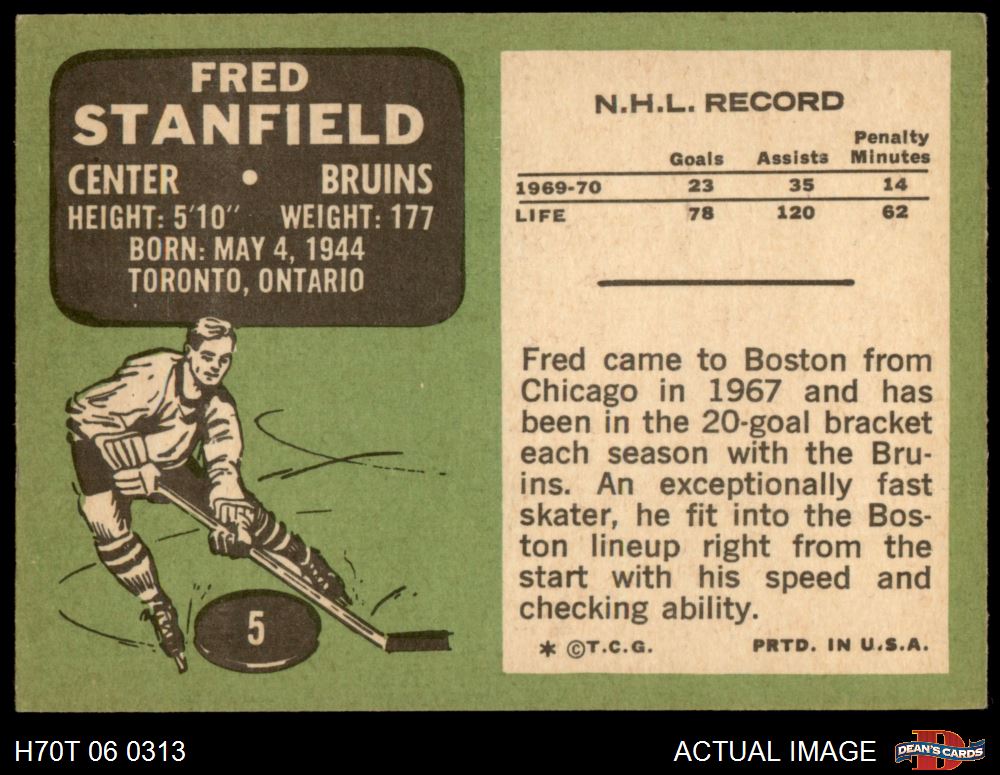 FRED
STANFIELD
CENTER • BRUINS
HEIGHT: 5'10" WEIGHT: 177
BORN: MAY 4, 1944
TORONTO, ONTARIO
5
N.H.L. RECORD
Goals Assists Penalty Minutes
1969-70 23 35 14
LIFE 78 120 62
Fred came to Boston from
Chicago in 1967 and has
been in the 20-goal bracket
each season with the Bru-
ins. An exceptionally fast
skater, he fit into the Bos-
ton lineup right from the
start with his speed and
checking ability.
* ©T.C.G. PRTD. IN U.S.A.
H70T 06 0313
ACTUAL IMAGE
DEAN'S CARDS